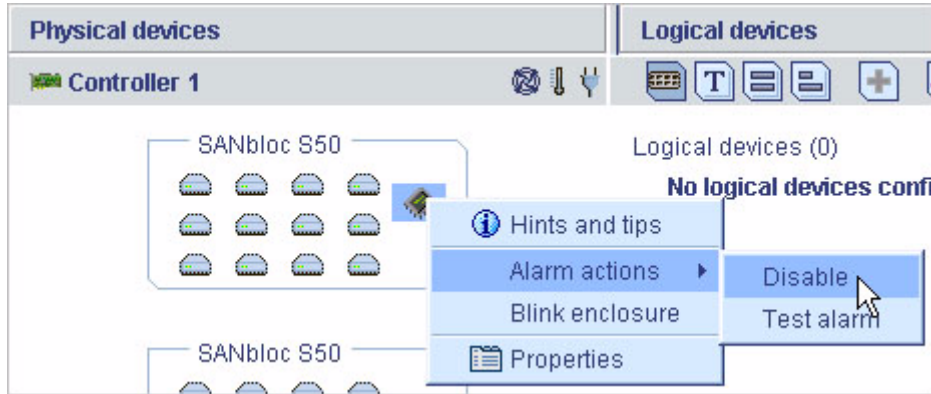 Physical devices
Logical devices
Controller 1
T
SANbloc S50
Logical devices (0)
No logical devices confi
Hints and tips
Alarm actions
Disable
Blink enclosure
Test alarm
SANbloc S50
Properties